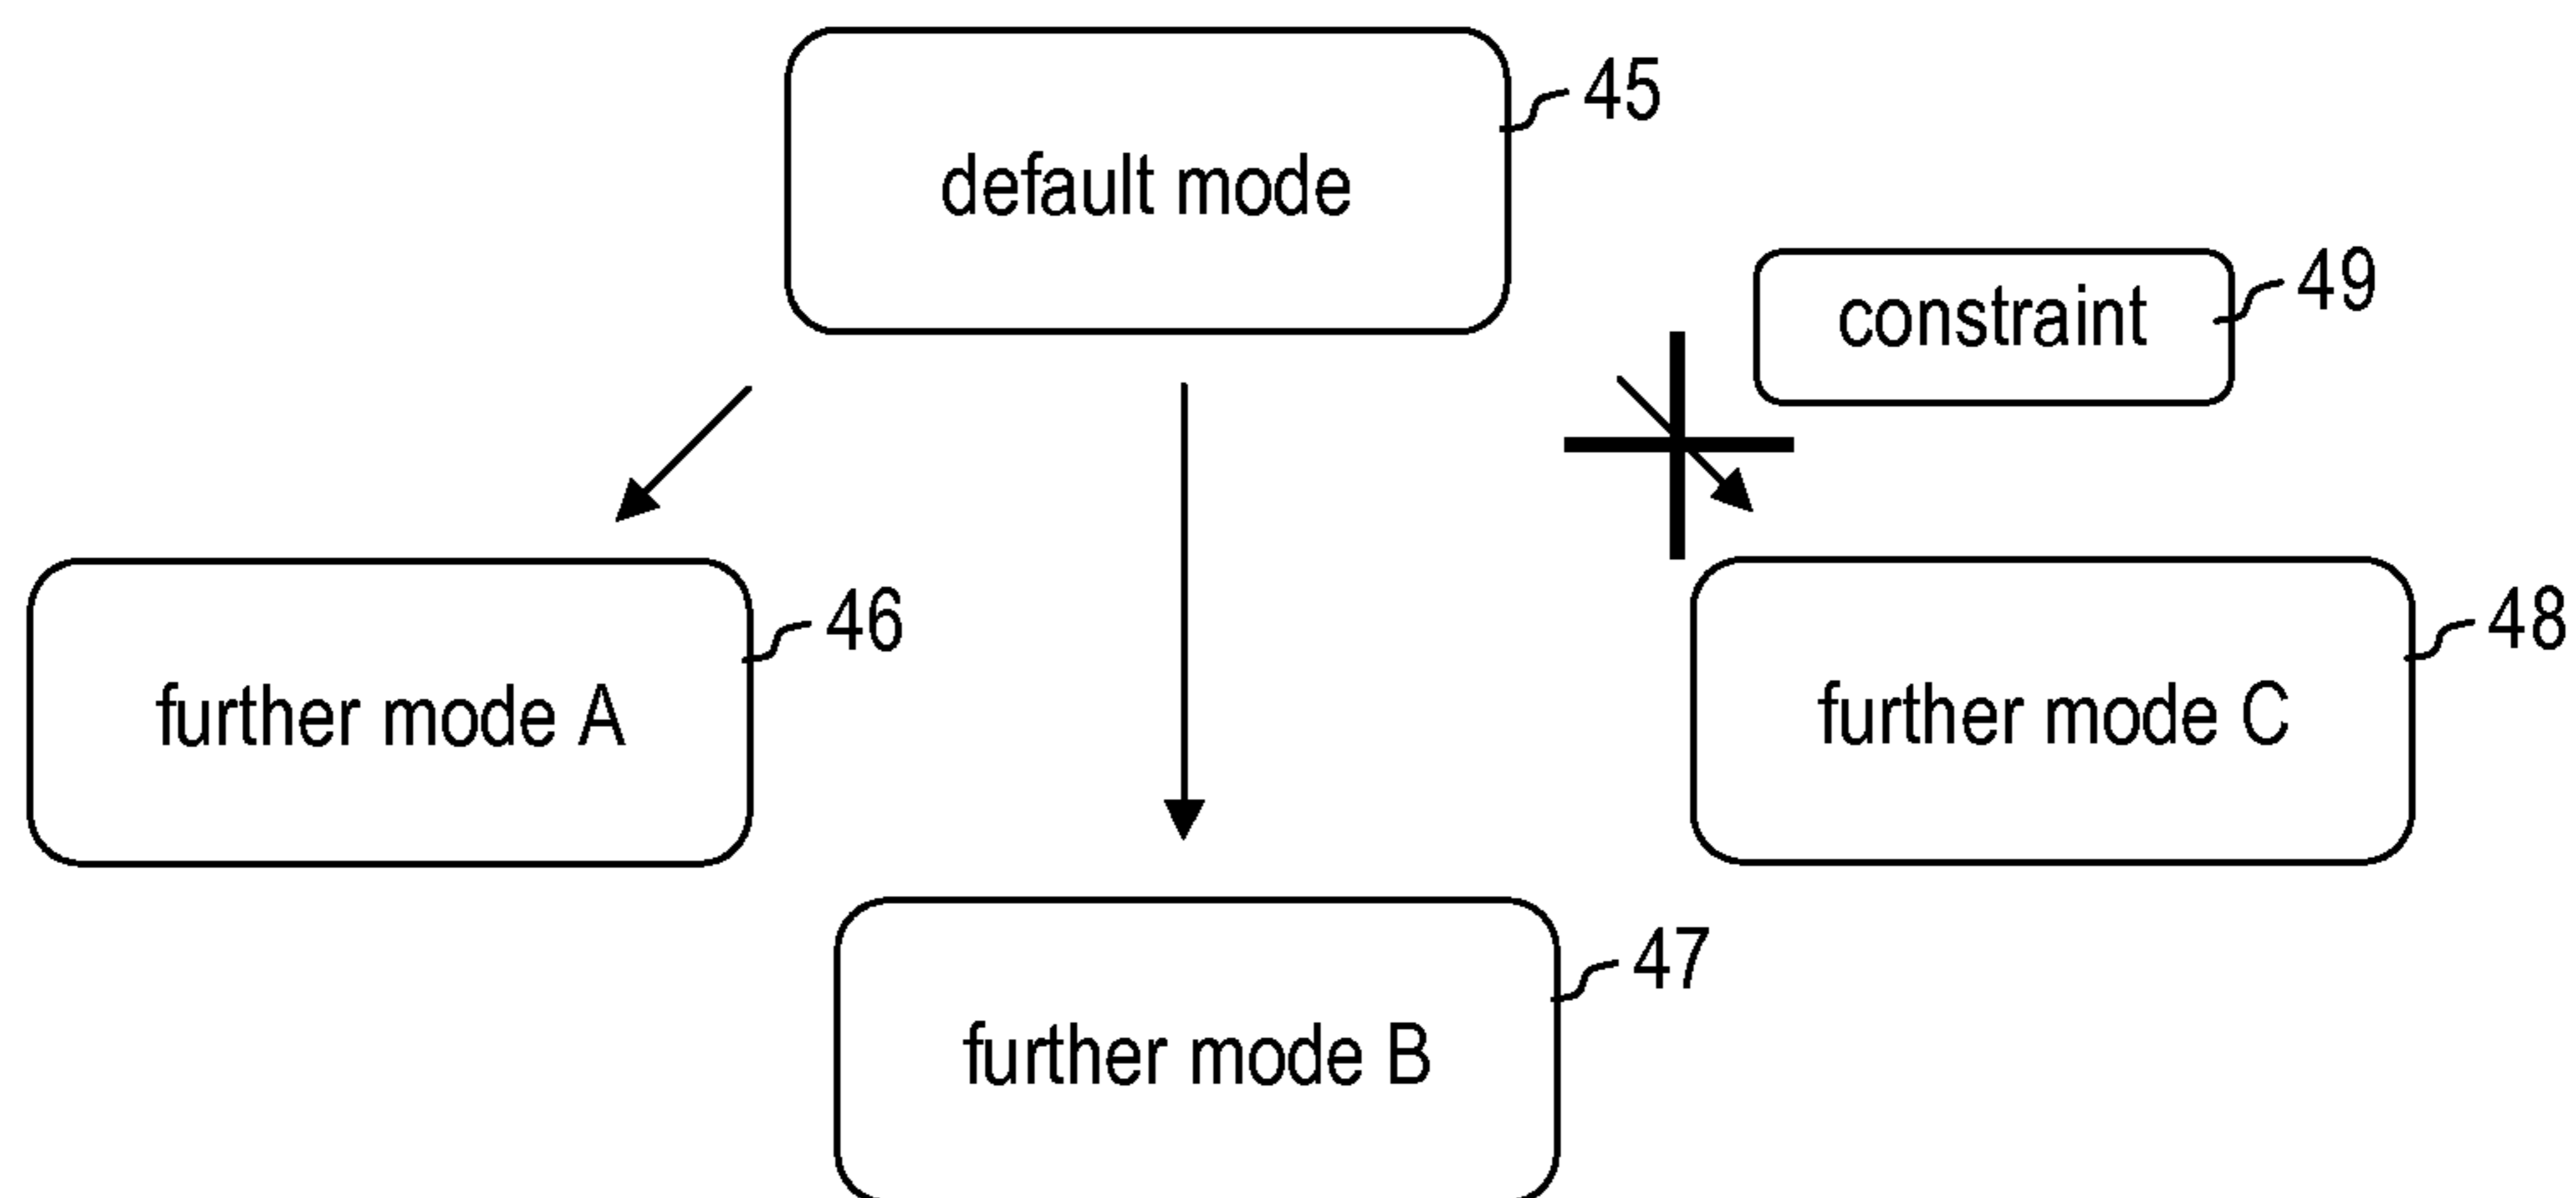 45
default mode
49
constraint
46
48
further mode A
further mode C
47
further mode B